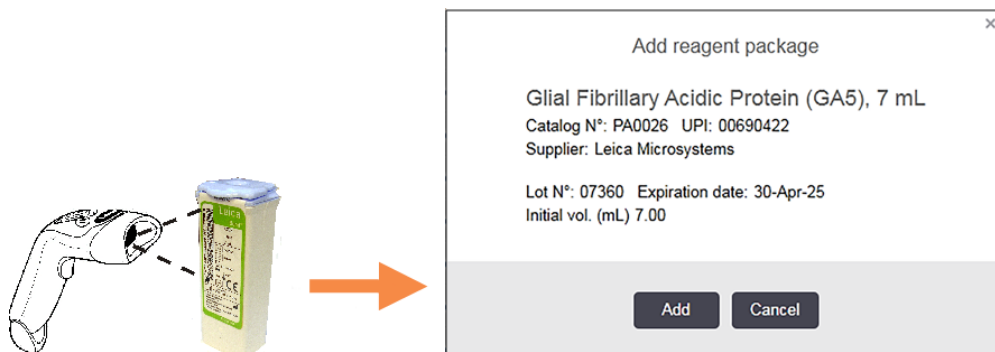 Leica
Add reagent package
Glial Fibrillary Acidic Protein (GA5), 7 mL
Catalog N°: PA0026 UPI: 00690422
Supplier: Leica Microsystems
Lot N°: 07360 Expiration date: 30-Apr-25
Initial vol. (mL) 7.00
Add Cancel